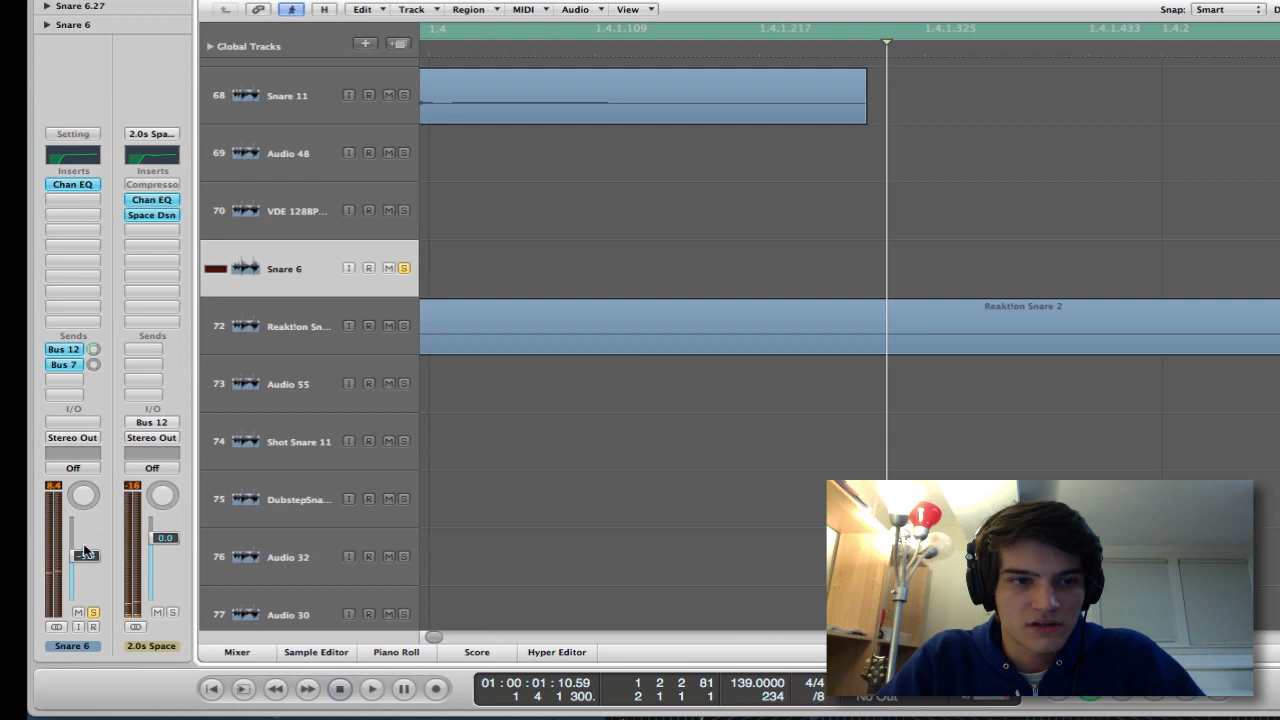 Snare 6.27
Snare 6
H Edit Track Region MIDI Audio View Snap: Smart
1.4 1.4.1.109 1.4.1.217 1.4.1.325 1.4.1.433 1.4.2
Global Tracks
68 Snare 11 I R M S
69 Audio 48 I R M S
70 VDE 1288P... I R M S
Snare 6 I R M S
72 Reakt!on Sn... I R M S
Reakt!on Snare 2
73 Audio 55 I R M S
74 Shot Snare 11 I R M S
75 DubstepSna... I R M S
76 Audio 32 I R M S
77 Audio 30 I R M S
Setting 2.0s Spa...
Inserts Inserts
Chan EQ Compresso
Chan EQ
Space Dsn
Sends Sends
Bus 12
Bus 7
I/O I/O
Bus 12
Stereo Out Stereo Out
Off Off
8.4 -16
0.0
M S M S
I R
Snare 6 2.0s Space
Mixer Sample Editor Piano Roll Score Hyper Editor
01 : 00 : 01 : 10.59 1 2 2 81 139.0000 4/4
1 4 1 300. 2 1 1 1 234 /8 No Out